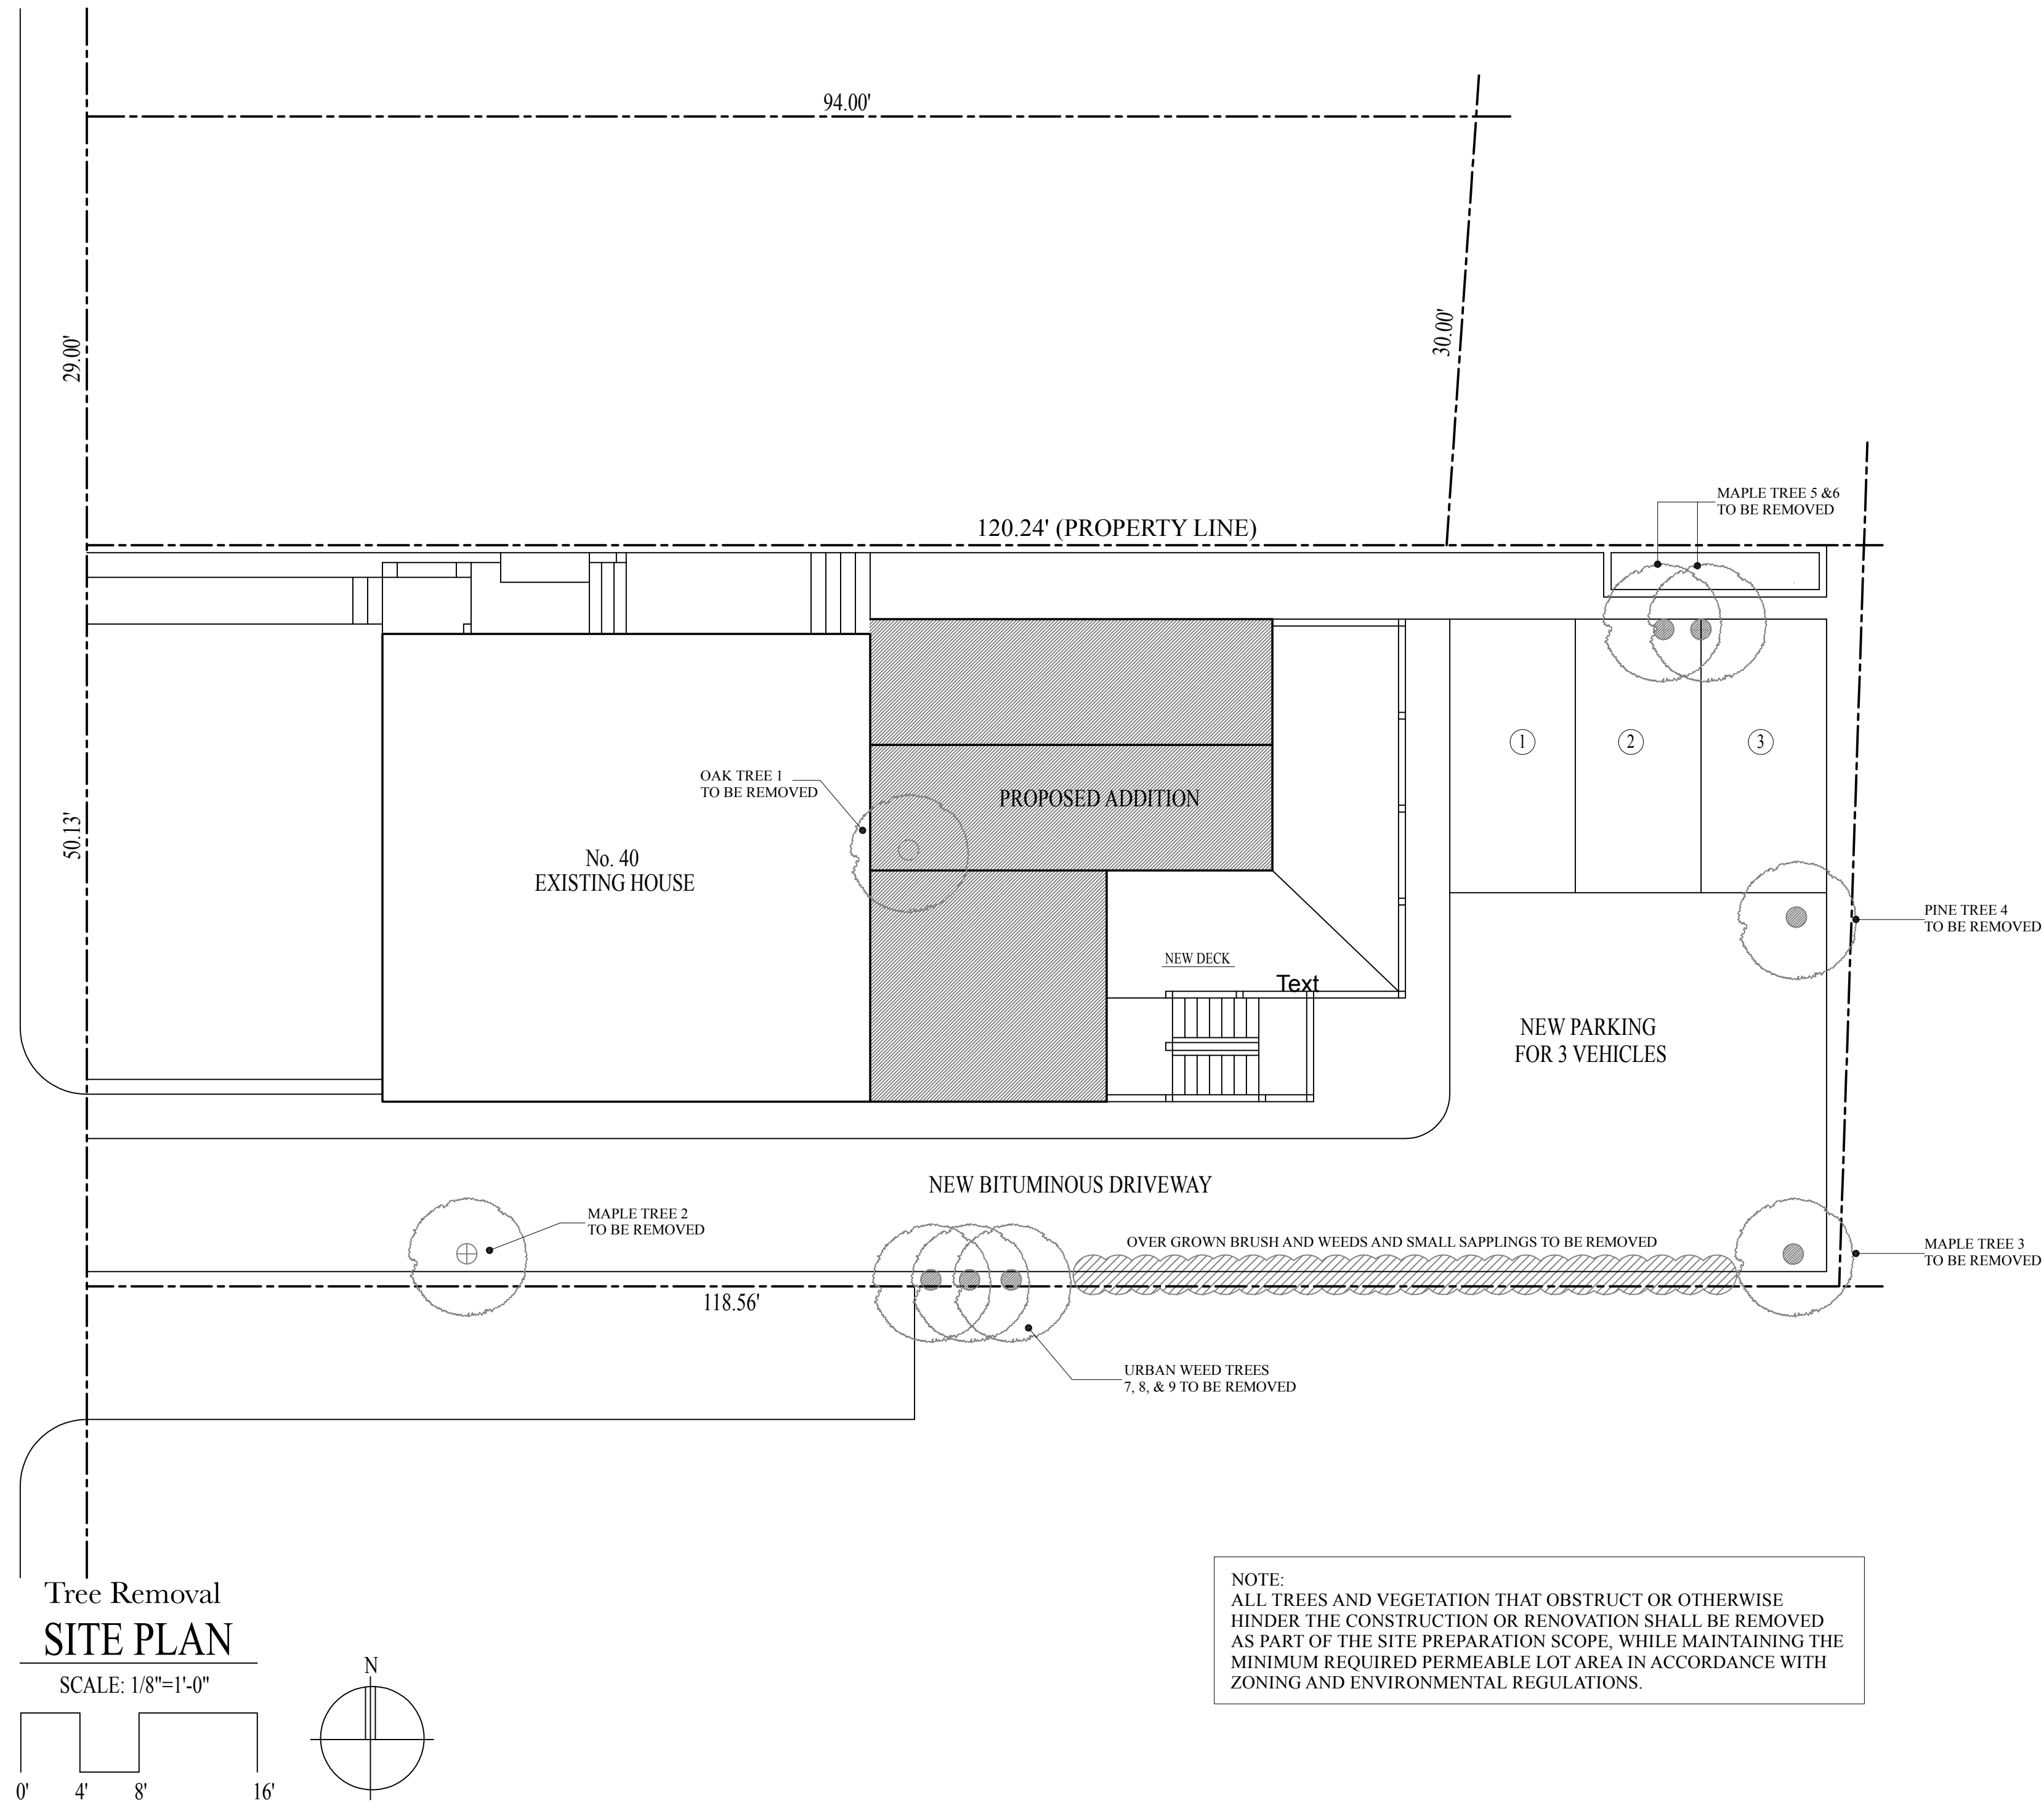 94.00'
29.00'
30.00'
MAPLE TREE 5 &6
TO BE REMOVED
120.24' (PROPERTY LINE)
1
2
3
OAK TREE 1
TO BE REMOVED
PROPOSED ADDITION
50.13'
No. 40
EXISTING HOUSE
PINE TREE 4
TO BE REMOVED
NEW DECK
Text
NEW PARKING
FOR 3 VEHICLES
NEW BITUMINOUS DRIVEWAY
MAPLE TREE 2
TO BE REMOVED
OVER GROWN BRUSH AND WEEDS AND SMALL SAPPLINGS TO BE REMOVED
MAPLE TREE 3
TO BE REMOVED
118.56'
URBAN WEED TREES
7, 8, & 9 TO BE REMOVED
NOTE:
ALL TREES AND VEGETATION THAT OBSTRUCT OR OTHERWISE
HINDER THE CONSTRUCTION OR RENOVATION SHALL BE REMOVED
AS PART OF THE SITE PREPARATION SCOPE, WHILE MAINTAINING THE
MINIMUM REQUIRED PERMEABLE LOT AREA IN ACCORDANCE WITH
ZONING AND ENVIRONMENTAL REGULATIONS.
Tree Removal
SITE PLAN
SCALE: 1/8"=1'-0"
N
0' 4' 8' 16'